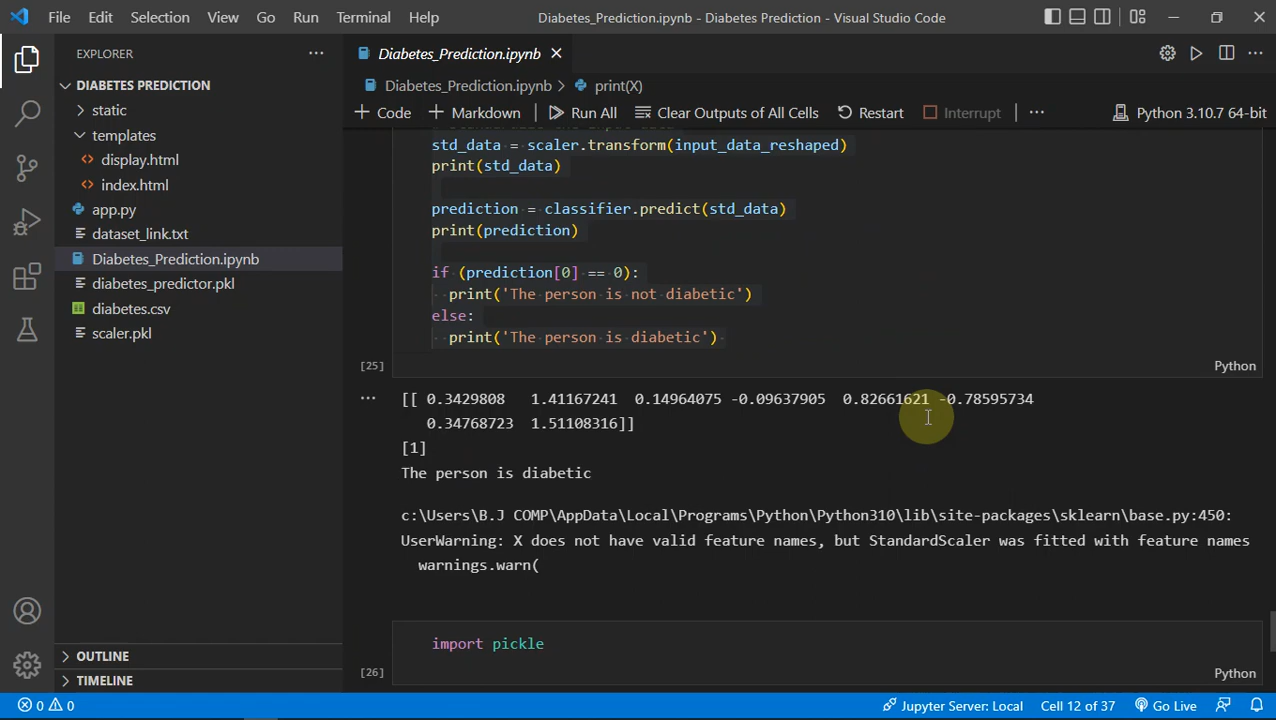 File Edit Selection View Go Run Terminal Help Diabetes_Prediction.ipynb - Diabetes Prediction - Visual Studio Code
EXPLORER
DIABETES PREDICTION
static
templates
display.html
index.html
app.py
dataset_link.txt
Diabetes_Prediction.ipynb
diabetes_predictor.pkl
diabetes.csv
scaler.pkl
OUTLINE
TIMELINE
Diabetes_Prediction.ipynb
Diabetes_Prediction.ipynb > print(X)
+ Code + Markdown Run All Clear Outputs of All Cells Restart Interrupt Python 3.10.7 64-bit
std_data = scaler.transform(input_data_reshaped)
print(std_data)
prediction = classifier.predict(std_data)
print(prediction)
if (prediction[0] == 0):
print('The person is not diabetic')
else:
print('The person is diabetic')
[25] Python
[[ 0.3429808 1.41167241 0.14964075 -0.09637905 0.82661621 -0.78595734
0.34768723 1.51108316]]
[1]
The person is diabetic
c:\Users\B.J COMP\AppData\Local\Programs\Python\Python310\lib\site-packages\sklearn\base.py:450:
UserWarning: X does not have valid feature names, but StandardScaler was fitted with feature names
warnings.warn(
import pickle
[26] Python
0 0 Jupyter Server: Local Cell 12 of 37 Go Live